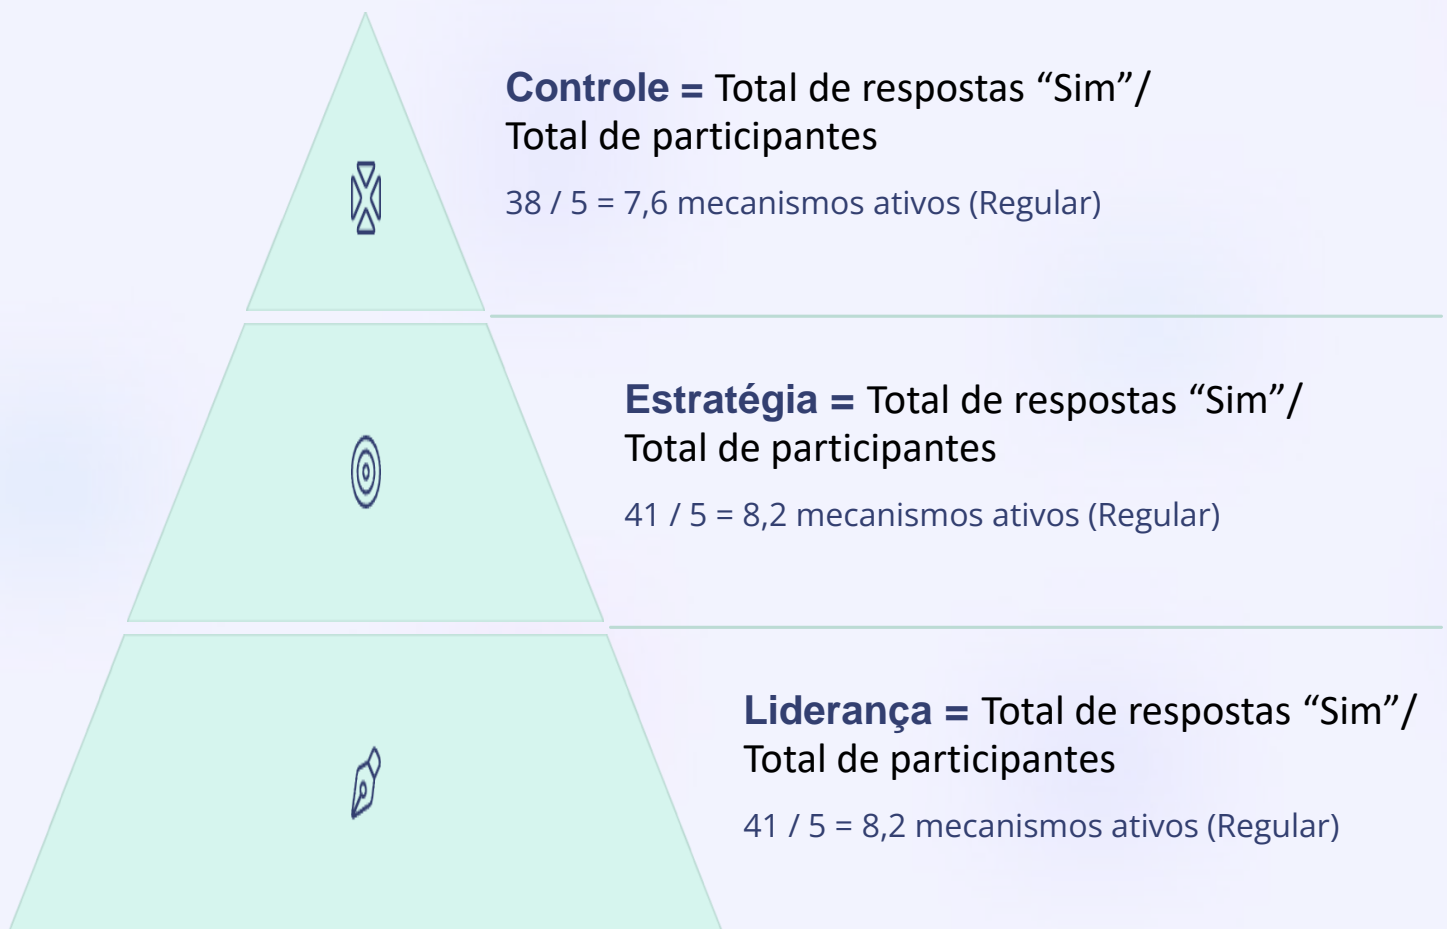 Controle = Total de respostas “Sim”/
Total de participantes
38 / 5 = 7,6 mecanismos ativos (Regular)
Estratégia = Total de respostas “Sim”/
Total de participantes
41 / 5 = 8,2 mecanismos ativos (Regular)
Liderança = Total de respostas “Sim”/
Total de participantes
41 / 5 = 8,2 mecanismos ativos (Regular)